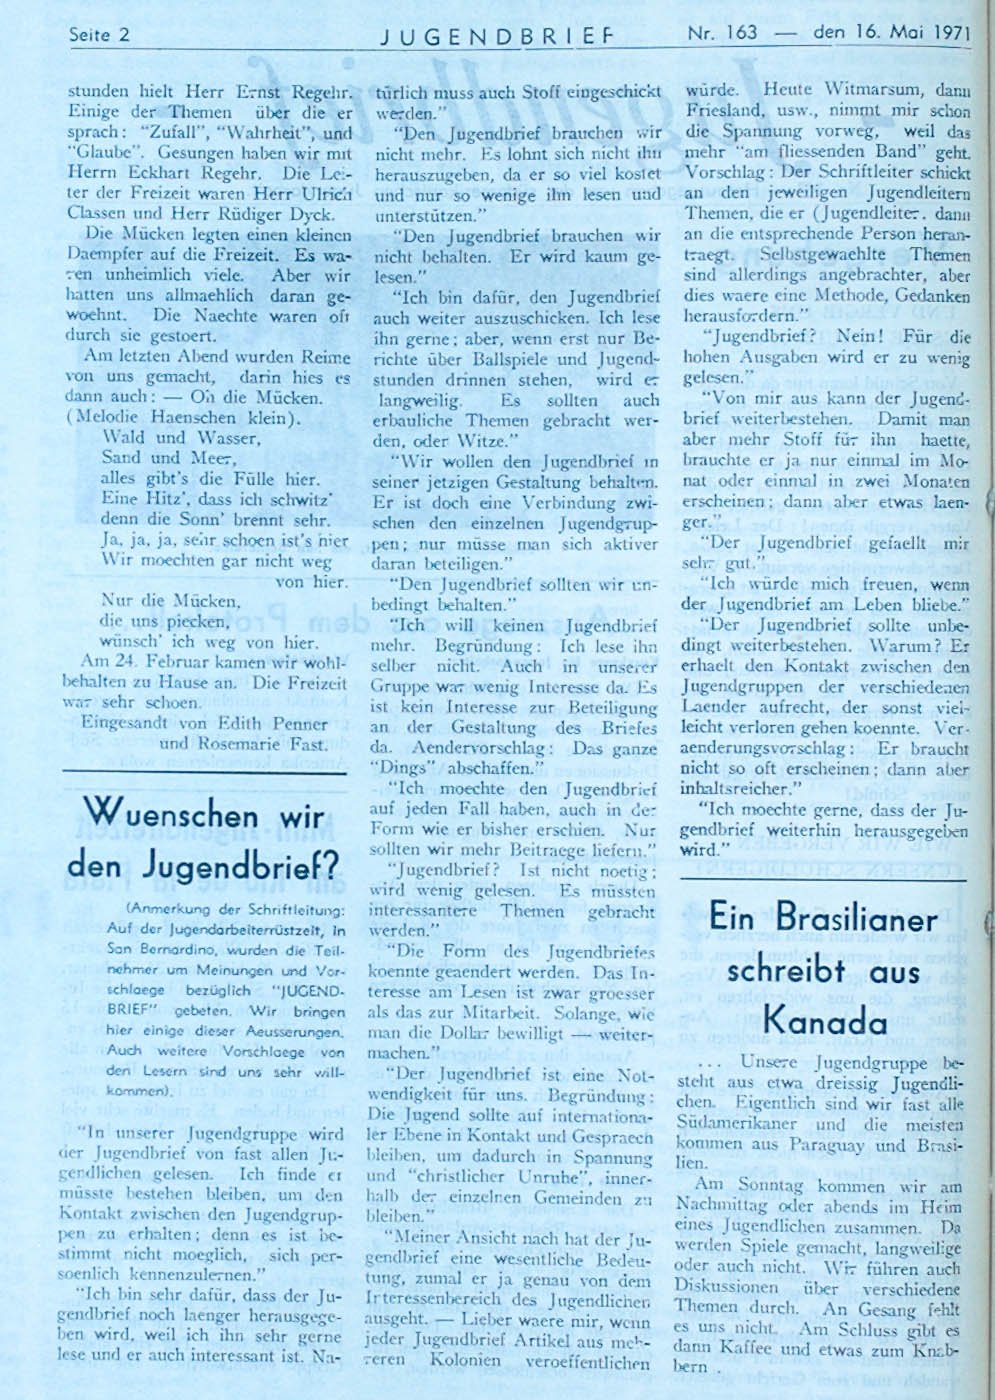 Seite 2 JUGENDBRIEF Nr. 163 — den 16. Mai 1971
stunden hielt Herr Ernst Regehr.
Einige der Themen über die er
sprach: "Zufall", "Wahrheit", und
"Glaube". Gesungen haben wir mit
Herrn Eckhart Regehr. Die Lei-
ter der Freizeit waren Herr Ulrich
Classen und Herr Rüdiger Dyck.
Die Mücken legten einen kleinen
Daempfer auf die Freizeit. Es wa-
ren unheimlich viele. Aber wir
hatten uns allmaehlich daran ge-
woehnt. Die Naechte waren oft
durch sie gestoert.
Am letzten Abend wurden Reime
von uns gemacht, darin hies es
dann auch: — Oh die Mücken.
(Melodie Haenschen klein).
Wald und Wasser,
Sand und Meer,
alles gibt's die Fülle hier.
Eine Hitz', dass ich schwitz'
denn die Sonn' brennt sehr.
Ja, ja, ja, sehr schoen ist's hier
Wir moechten gar nicht weg
von hier.
Nur die Mücken,
die uns piecken,
wünsch' ich weg von hier.
Am 24. Februar kamen wir wohl-
behalten zu Hause an. Die Freizeit
war sehr schoen.
Eingesandt von Edith Penner
und Rosemarie Fast.
Wuenschen wir
den Jugendbrief?
(Anmerkung der Schriftleitung:
Auf der Jugendarbeiterrüstzeit, in
San Bernardino, wurden die Teil-
nehmer um Meinungen und Vor-
schlaege bezüglich "JUGEND-
BRIEF" gebeten. Wir bringen
hier einige dieser Aeusserungen.
Auch weitere Vorschlaege von
den Lesern sind uns sehr will-
kommen).
"In unserer Jugendgruppe wird
der Jugendbrief von fast allen Ju-
gendlichen gelesen. Ich finde er
müsste bestehen bleiben, um den
Kontakt zwischen den Jugendgrup-
pen zu erhalten; denn es ist be-
stimmt nicht moeglich, sich per-
soenlich kennenzulernen."
"Ich bin sehr dafür, dass der Ju-
gendbrief noch laenger herausgege-
ben wird, weil ich ihn sehr gerne
lese und er auch interessant ist. Na-
türlich muss auch Stoff eingeschickt
werden."
"Den Jugendbrief brauchen wir
nicht mehr. Es lohnt sich nicht ihn
herauszugeben, da er so viel kostet
und nur so wenige ihn lesen und
unterstützen."
"Den Jugendbrief brauchen wir
nicht behalten. Er wird kaum ge-
lesen."
"Ich bin dafür, den Jugendbrief
auch weiter auszuschicken. Ich lese
ihn gerne; aber, wenn erst nur Be-
richte über Ballspiele und Jugend-
stunden drinnen stehen, wird er
langweilig. Es sollten auch
erbauliche Themen gebracht wer-
den, oder Witze."
"Wir wollen den Jugendbrief in
seiner jetzigen Gestaltung behalten.
Er ist doch eine Verbindung zwi-
schen den einzelnen Jugendgrup-
pen; nur müsse man sich aktiver
daran beteiligen."
"Den Jugendbrief sollten wir un-
bedingt behalten."
"Ich will keinen Jugendbrief
mehr. Begründung: Ich lese ihn
selber nicht. Auch in unserer
Gruppe war wenig Interesse da. Es
ist kein Interesse zur Beteiligung
an der Gestaltung des Briefes
da. Aendervorschlag: Das ganze
"Dings" abschaffen."
"Ich moechte den Jugendbrief
auf jeden Fall haben, auch in der
Form wie er bisher erschien. Nur
sollten wir mehr Beitraege liefern."
"Jugendbrief? Ist nicht noetig;
wird wenig gelesen. Es müssten
interessantere Themen gebracht
werden."
"Die Form des Jugendbriefes
koennte geaendert werden. Das In-
teresse am Lesen ist zwar groesser
als das zur Mitarbeit. Solange, wie
man die Dollar bewilligt — weiter-
machen."
"Der Jugendbrief ist eine Not-
wendigkeit für uns. Begründung:
Die Jugend sollte auf internationa-
ler Ebene in Kontakt und Gespraech
bleiben, um dadurch in Spannung
und "christlicher Unruhe", inner-
halb der einzelnen Gemeinden zu
bleiben."
"Meiner Ansicht nach hat der Ju-
gendbrief eine wesentliche Bedeu-
tung, zumal er ja genau von dem
Interessenbereich des Jugendlichen
ausgeht. — Lieber waere mir, wenn
jeder Jugendbrief Artikel aus meh-
reren Kolonien veroeffentlichen
würde. Heute Witmarsum, dann
Friesland, usw., nimmt mir schon
die Spannung vorweg, weil das
mehr "am fliessenden Band" geht.
Vorschlag: Der Schriftleiter schickt
an den jeweiligen Jugendleitern
Themen, die er (Jugendleiter, dann
an die entsprechende Person heran-
traegt. Selbstgewaehlte Themen
sind allerdings angebrachter, aber
dies waere eine Methode, Gedanken
herausfordern."
"Jugendbrief? Nein! Für die
hohen Ausgaben wird er zu wenig
gelesen."
"Von mir aus kann der Jugend-
brief weiterbestehen. Damit man
aber mehr Stoff für ihn haette,
brauchte er ja nur einmal im Mo-
nat oder einmal in zwei Monaten
erscheinen; dann aber etwas laen-
ger."
"Der Jugendbrief gefaellt mir
sehr gut."
"Ich würde mich freuen, wenn
der Jugendbrief am Leben bliebe."
"Der Jugendbrief sollte unbe-
dingt weiterbestehen. Warum? Er
erhaelt den Kontakt zwischen den
Jugendgruppen der verschiedenen
Laender aufrecht, der sonst viel-
leicht verloren gehen koennte. Ver-
aenderungsvorschlag: Er braucht
nicht so oft erscheinen; dann aber
inhaltsreicher."
"Ich moechte gerne, dass der Ju-
gendbrief weiterhin herausgegeben
wird."
Ein Brasilianer
schreibt aus
Kanada
... Unsere Jugendgruppe be-
steht aus etwa dreissig Jugendli-
chen. Eigentlich sind wir fast alle
Südamerikaner und die meisten
kommen aus Paraguay und Brasi-
lien.
Am Sonntag kommen wir am
Nachmittag oder abends im Heim
eines Jugendlichen zusammen. Da
werden Spiele gemacht, langweilige
oder auch nicht. Wir führen auch
Diskussionen über verschiedene
Themen durch. An Gesang fehlt
es uns nicht. Am Schluss gibt es
dann Kaffee und etwas zum Knab-
bern .